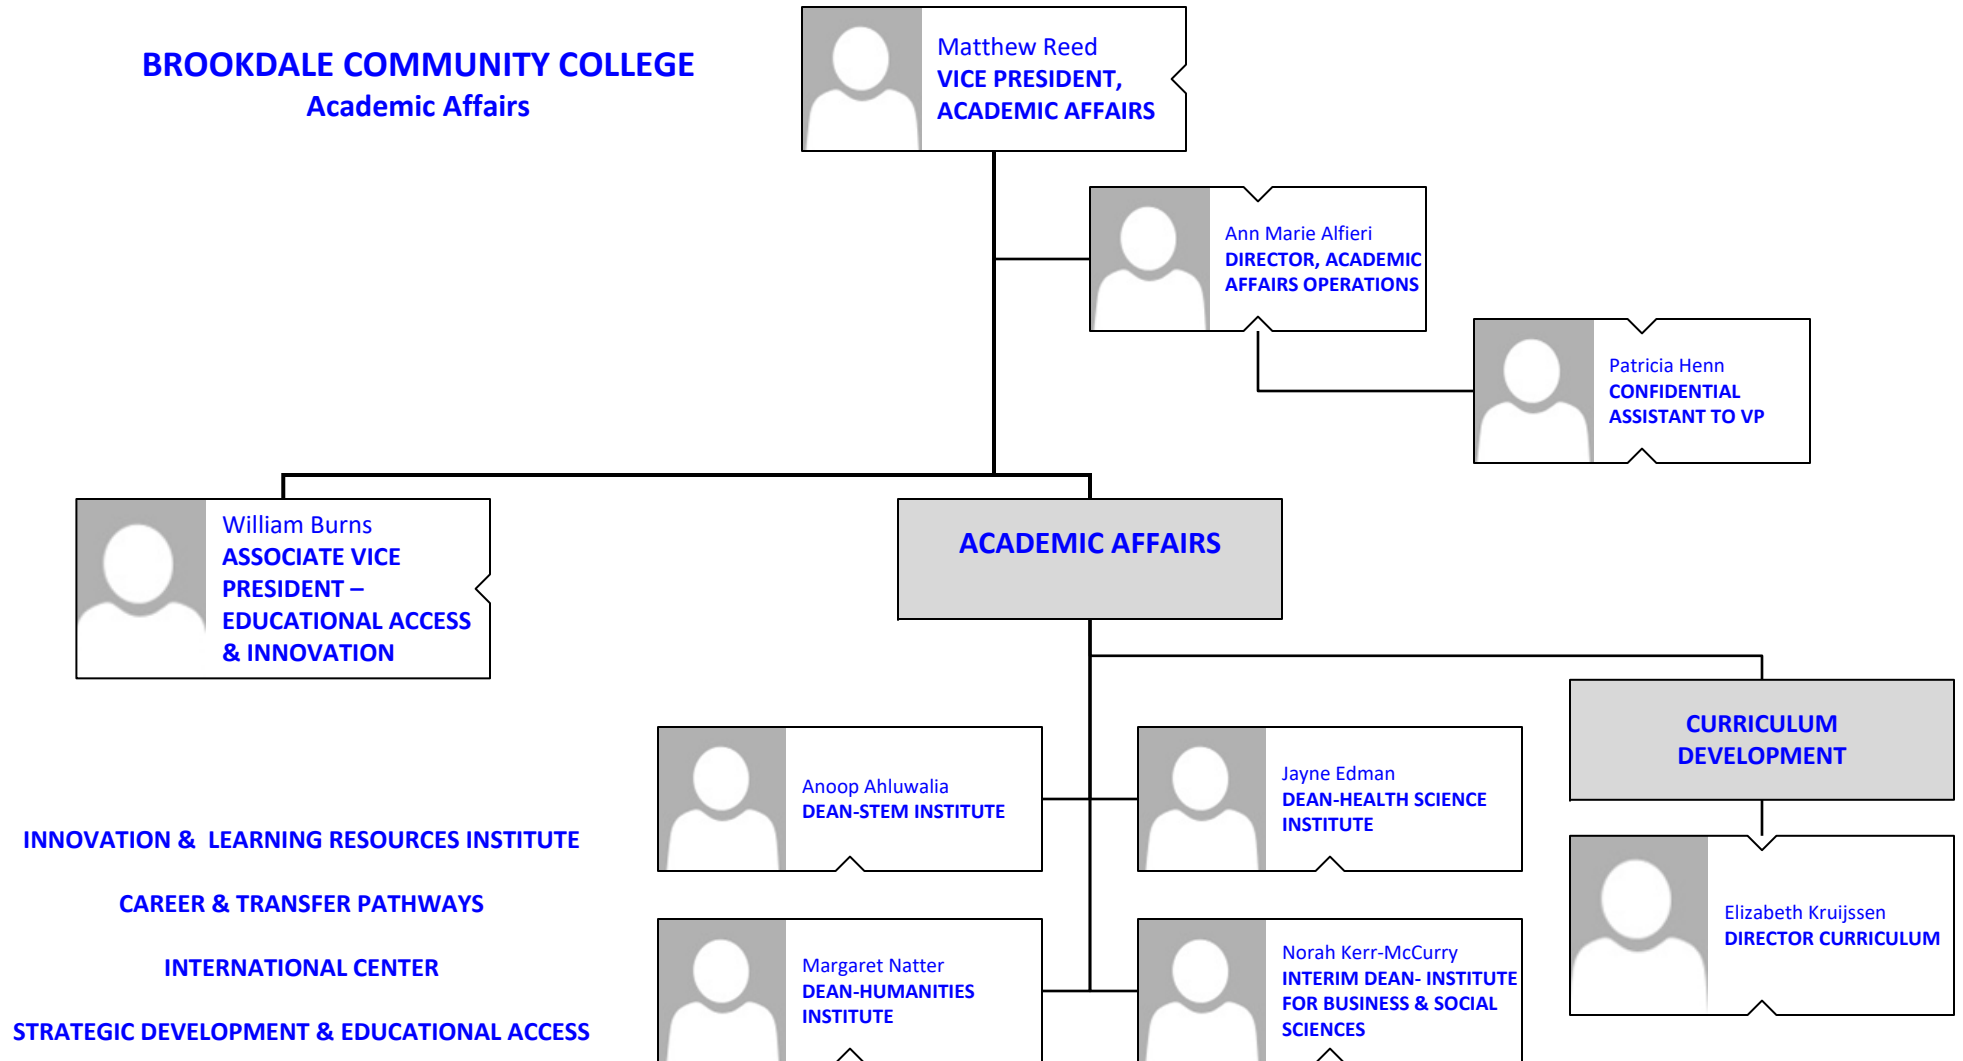 BROOKDALE COMMUNITY COLLEGE
Academic Affairs
Matthew Reed
VICE PRESIDENT,
ACADEMIC AFFAIRS
Ann Marie Alfieri
DIRECTOR, ACADEMIC
AFFAIRS OPERATIONS
Patricia Henn
CONFIDENTIAL
ASSISTANT TO VP
William Burns
ASSOCIATE VICE
PRESIDENT –
EDUCATIONAL ACCESS
& INNOVATION
ACADEMIC AFFAIRS
CURRICULUM
DEVELOPMENT
Anoop Ahluwalia
DEAN-STEM INSTITUTE
Jayne Edman
DEAN-HEALTH SCIENCE
INSTITUTE
Elizabeth Kruijssen
DIRECTOR CURRICULUM
Margaret Natter
DEAN-HUMANITIES
INSTITUTE
Norah Kerr-McCurry
INTERIM DEAN- INSTITUTE
FOR BUSINESS & SOCIAL
SCIENCES
INNOVATION &  LEARNING RESOURCES INSTITUTE
CAREER & TRANSFER PATHWAYS
INTERNATIONAL CENTER
STRATEGIC DEVELOPMENT & EDUCATIONAL ACCESS